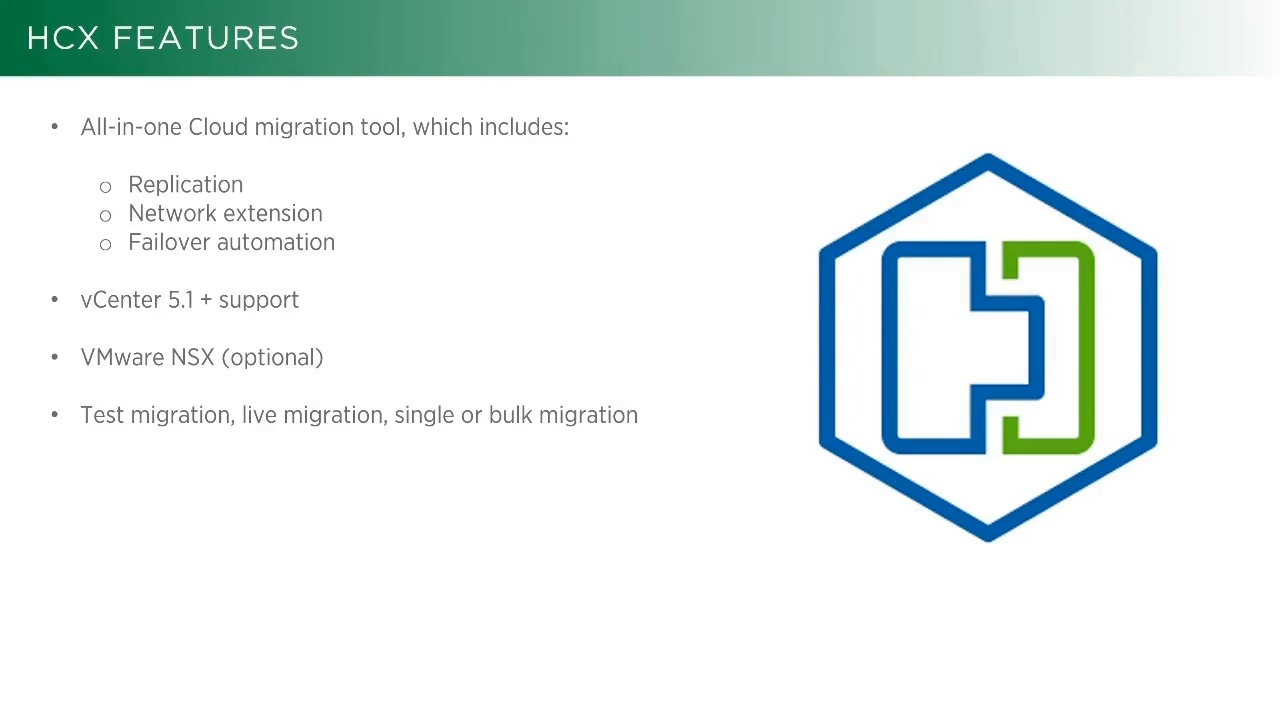 HCX FEATURES
• All-in-one Cloud migration tool, which includes:
o Replication
o Network extension
o Failover automation
• vCenter 5.1 + support
• VMware NSX (optional)
• Test migration, live migration, single or bulk migration